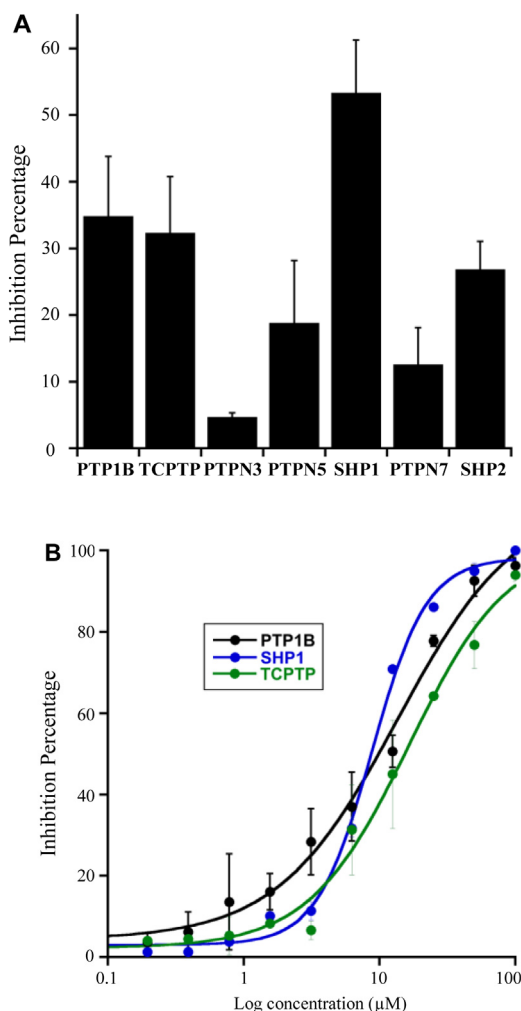 A
Inhibition Percentage
60
50
40
30
20
10
0
PTP1B TCPTP PTPN3 PTPN5 SHP1 PTPN7 SHP2
B
Inhibition Percentage
100
80
60
40
20
0
PTP1B
SHP1
TCPTP
0.1 1 10 100
Log concentration (µM)